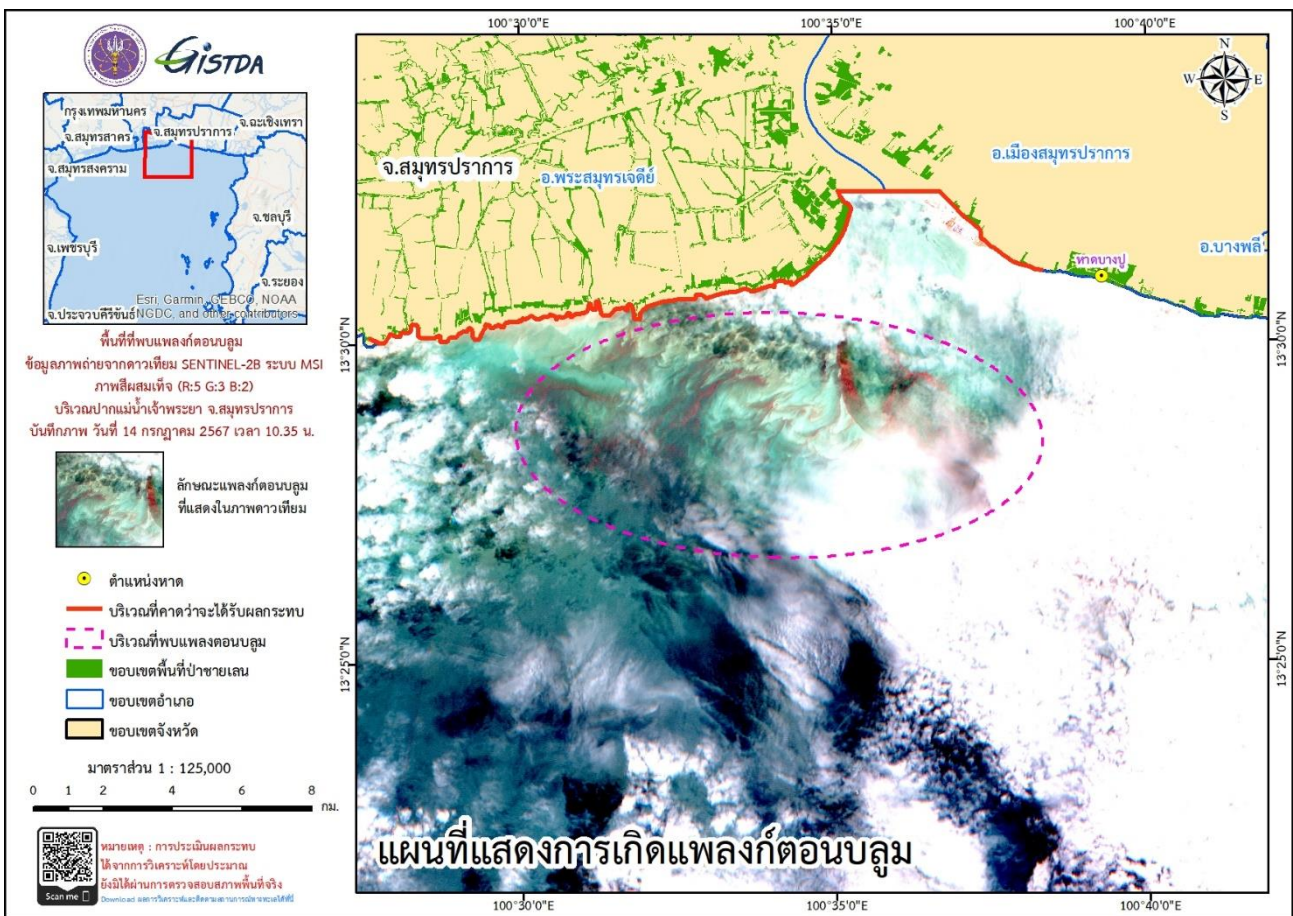 GISTDA
กรุงเทพมหานคร
จ.สมุทรปราการ
จ.ฉะเชิงเทรา
จ.สมุทรสาคร
จ.สมุทรสงคราม
จ.ชลบุรี
จ.เพชรบุรี
จ.ระยอง
จ.ประจวบคีรีขันธ์
Esri, Garmin, GEBCO, NOAA
NGDC, and other contributors
พื้นที่ที่พบแพลงก์ตอนบลูม
ข้อมูลภาพถ่ายจากดาวเทียม SENTINEL-2B ระบบ MSI
ภาพสีผสมเท็จ (R:5 G:3 B:2)
บริเวณปากแม่น้ำเจ้าพระยา จ.สมุทรปราการ
บันทึกภาพ วันที่ 14 กรกฎาคม 2567 เวลา 10.35 น.
ลักษณะแพลงก์ตอนบลูม
ที่แสดงในภาพดาวเทียม
ตำแหน่งหาด
บริเวณที่คาดว่าจะได้รับผลกระทบ
บริเวณที่พบแพลงตอนบลูม
ขอบเขตพื้นที่ป่าชายเลน
ขอบเขตอำเภอ
ขอบเขตจังหวัด
มาตราส่วน 1 : 125,000
0 1 2 4 6 8
กม.
Scan me
หมายเหตุ : การประเมินผลกระทบ
ได้จากการวิเคราะห์โดยประมาณ
ยังมิได้ผ่านการตรวจสอบสภาพพื้นที่จริง
100°30'0"E 100°35'0"E 100°40'0"E
N
W E
S
จ.สมุทรปราการ
อ.พระสมุทรเจดีย์
อ.เมืองสมุทรปราการ
อ.บางพลี
หาดบางปู
13°30'0"N 13°30'0"N
13°25'0"N 13°25'0"N
แผนที่แสดงการเกิดแพลงก์ตอนบลูม
100°30'0"E 100°35'0"E 100°40'0"E